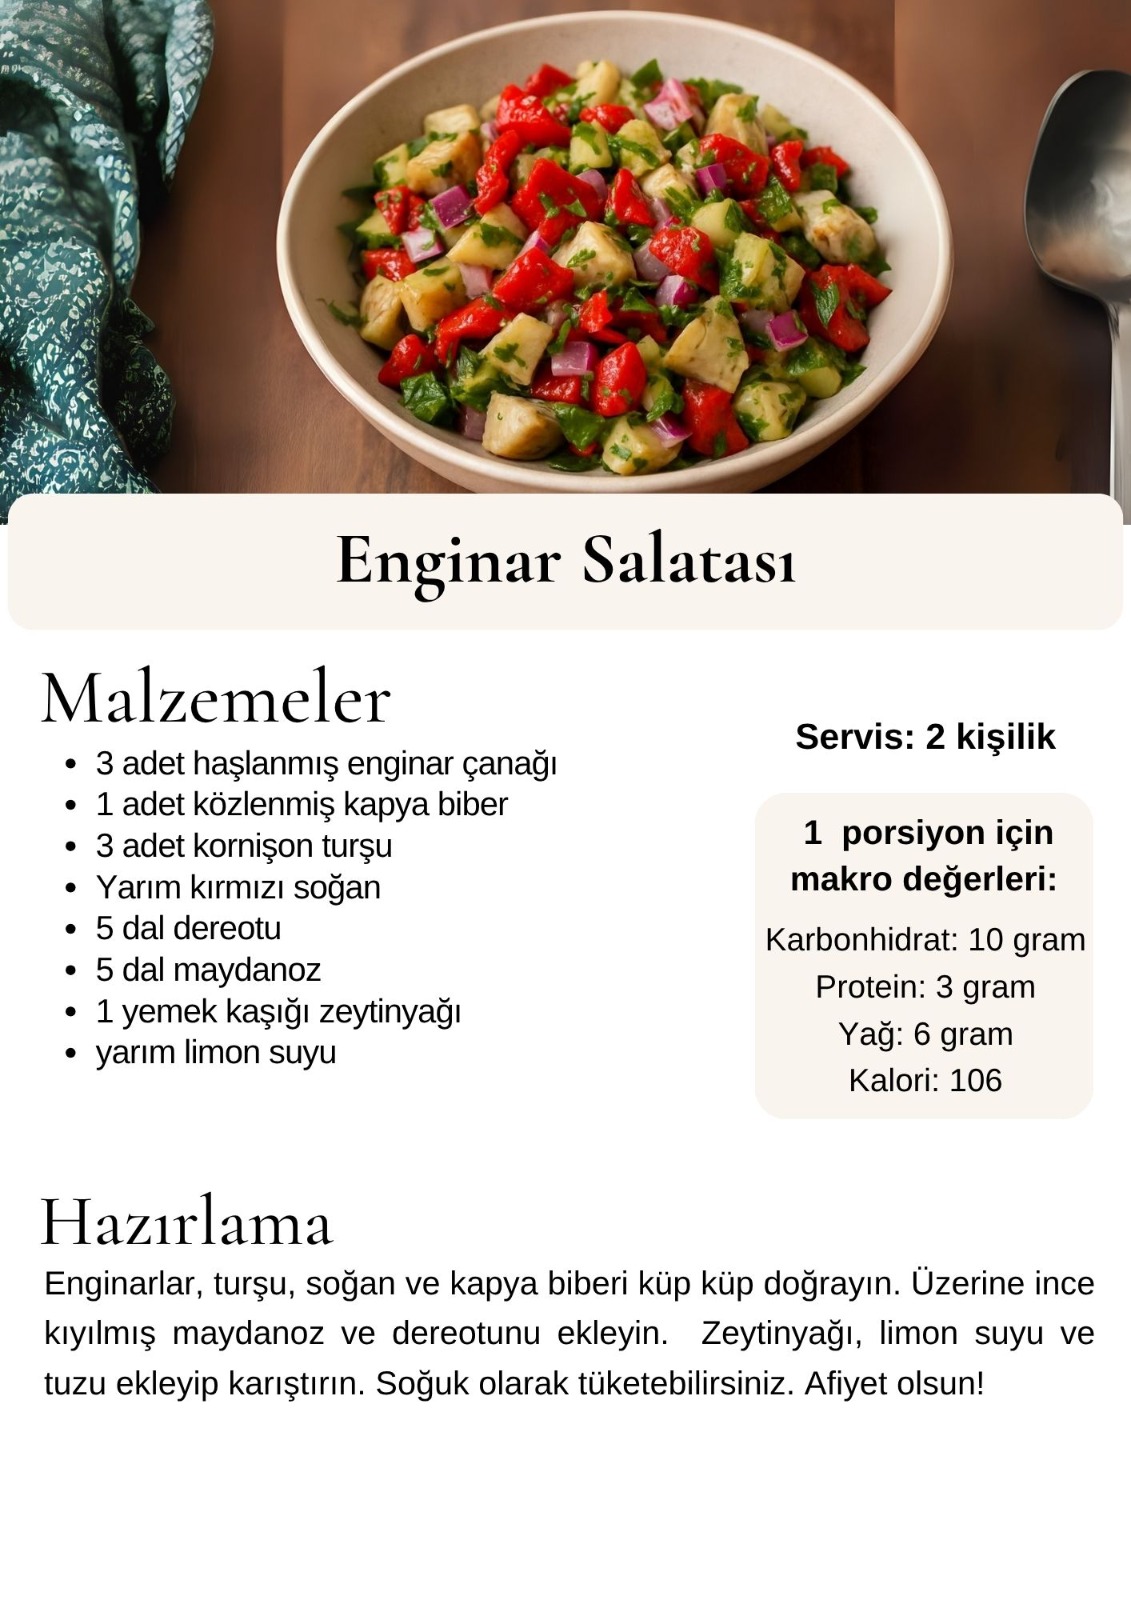 Enginar Salatası
Malzemeler
• 3 adet haşlanmış enginar çanağı
• 1 adet közlenmiş kapya biber
• 3 adet kornişon turşu
• Yarım kırmızı soğan
• 5 dal dereotu
• 5 dal maydanoz
• 1 yemek kaşığı zeytinyağı
• yarım limon suyu
Servis: 2 kişilik
1 porsiyon için
makro değerleri:
Karbonhidrat: 10 gram
Protein: 3 gram
Yağ: 6 gram
Kalori: 106
Hazırlama
Enginarlar, turşu, soğan ve kapya biberi küp küp doğrayın. Üzerine ince
kıyılmış maydanoz ve dereotunu ekleyin. Zeytinyağı, limon suyu ve
tuzu ekleyip karıştırın. Soğuk olarak tüketebilirsiniz. Afiyet olsun!